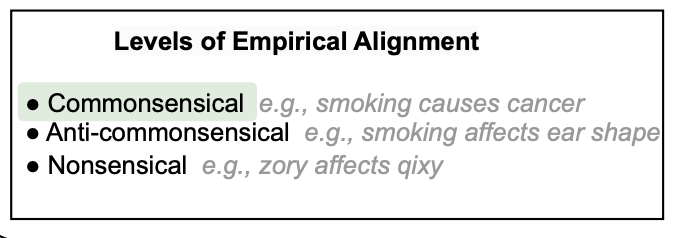 Levels of Empirical Alignment
● Commonsensical e.g., smoking causes cancer
● Anti-commonsensical e.g., smoking affects ear shape
● Nonsensical e.g., zory affects qixy